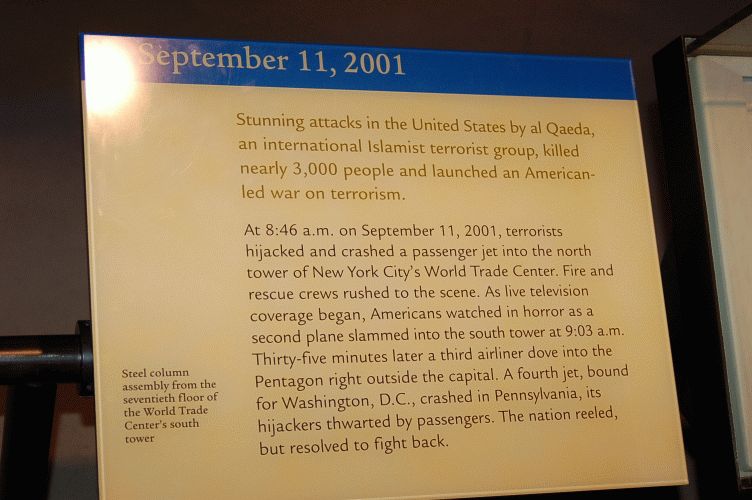 September 11, 2001
Stunning attacks in the United States by al Qaeda,
an international Islamist terrorist group, killed
nearly 3,000 people and launched an American-
led war on terrorism.
At 8:46 a.m. on September 11, 2001, terrorists
hijacked and crashed a passenger jet into the north
tower of New York City's World Trade Center. Fire and
rescue crews rushed to the scene. As live television
coverage began, Americans watched in horror as a
second plane slammed into the south tower at 9:03 a.m.
Thirty-five minutes later a third airliner dove into the
Pentagon right outside the capital. A fourth jet, bound
for Washington, D.C., crashed in Pennsylvania, its
hijackers thwarted by passengers. The nation reeled,
but resolved to fight back.
Steel column
assembly from the
seventieth floor of
the World Trade
Center's south
tower